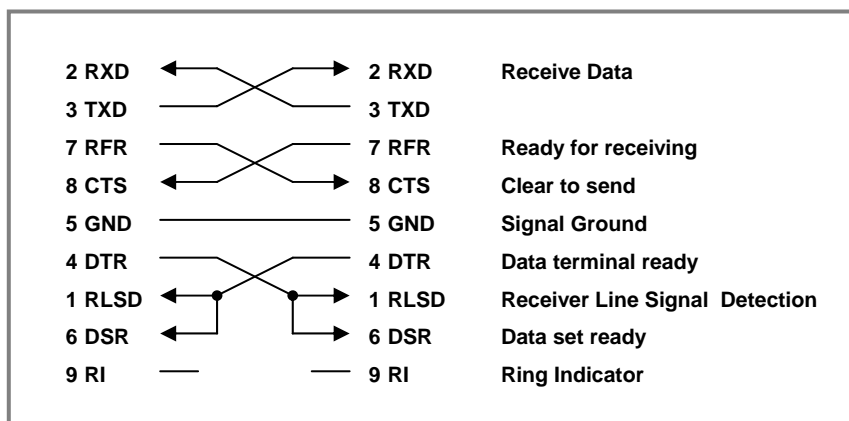 2 RXD 2 RXD Receive Data
3 TXD 3 TXD
7 RFR 7 RFR Ready for receiving
8 CTS 8 CTS Clear to send
5 GND 5 GND Signal Ground
4 DTR 4 DTR Data terminal ready
1 RLSD 1 RLSD Receiver Line Signal Detection
6 DSR 6 DSR Data set ready
9 RI 9 RI Ring Indicator